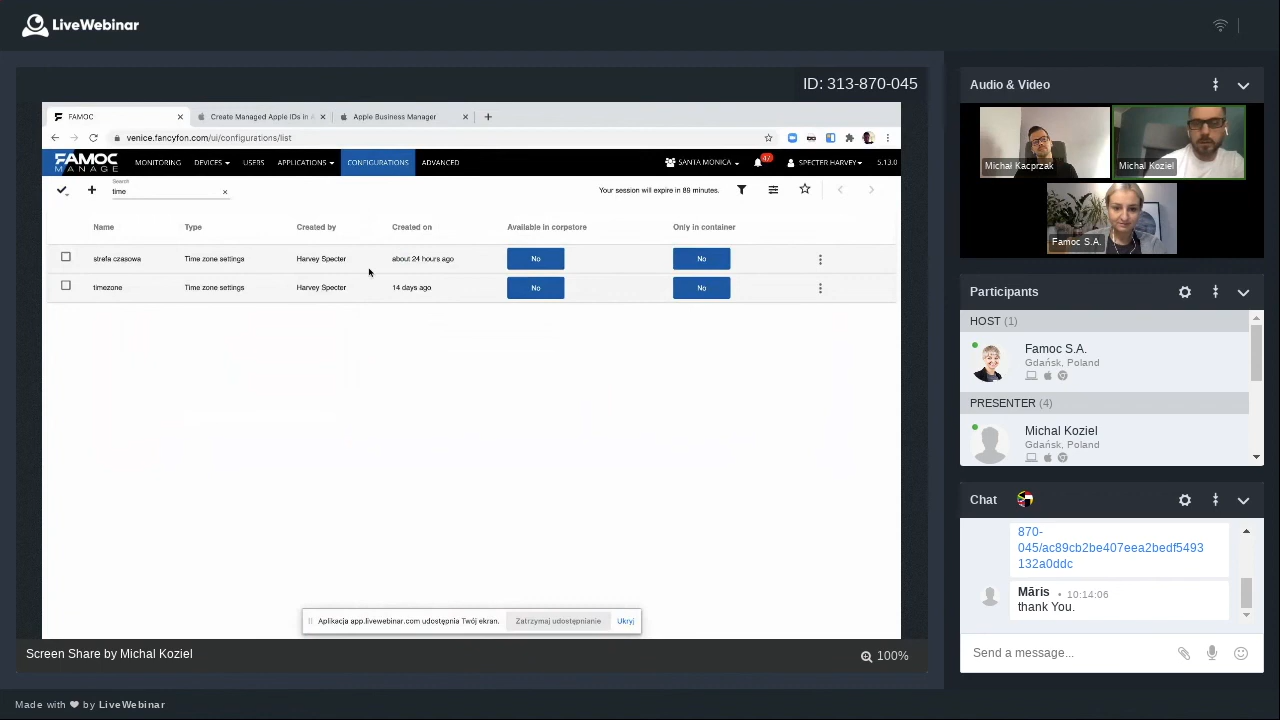 LiveWebinar
ID: 313-870-045
FAMOC
Create Managed Apple IDs in A
Apple Business Manager
venice.fancyfon.com/ui/configurations/list
FAMOC MANAGE
MONITORING DEVICES USERS APPLICATIONS CONFIGURATIONS ADVANCED
SANTA MONICA 47 SPECTER HARVEY 5.13.0
Search
time
Your session will expire in 89 minutes.
Name Type Created by Created on Available in corpstore Only in container
strefa czasowa Time zone settings Harvey Specter about 24 hours ago No No
timezone Time zone settings Harvey Specter 14 days ago No No
Aplikacja app.livewebinar.com udostępnia Twój ekran. Zatrzymaj udostępnianie Ukryj
Screen Share by Michal Koziel
100%
Made with ❤ by LiveWebinar
Audio & Video
Michał Kacprzak
Michal Koziel
Famoc S.A.
Participants
HOST (1)
Famoc S.A.
Gdańsk, Poland
PRESENTER (4)
Michal Koziel
Gdańsk, Poland
Chat
870-
045/ac89cb2be407eea2bedf5493
132a0ddc
Māris • 10:14:06
thank You.
Send a message...